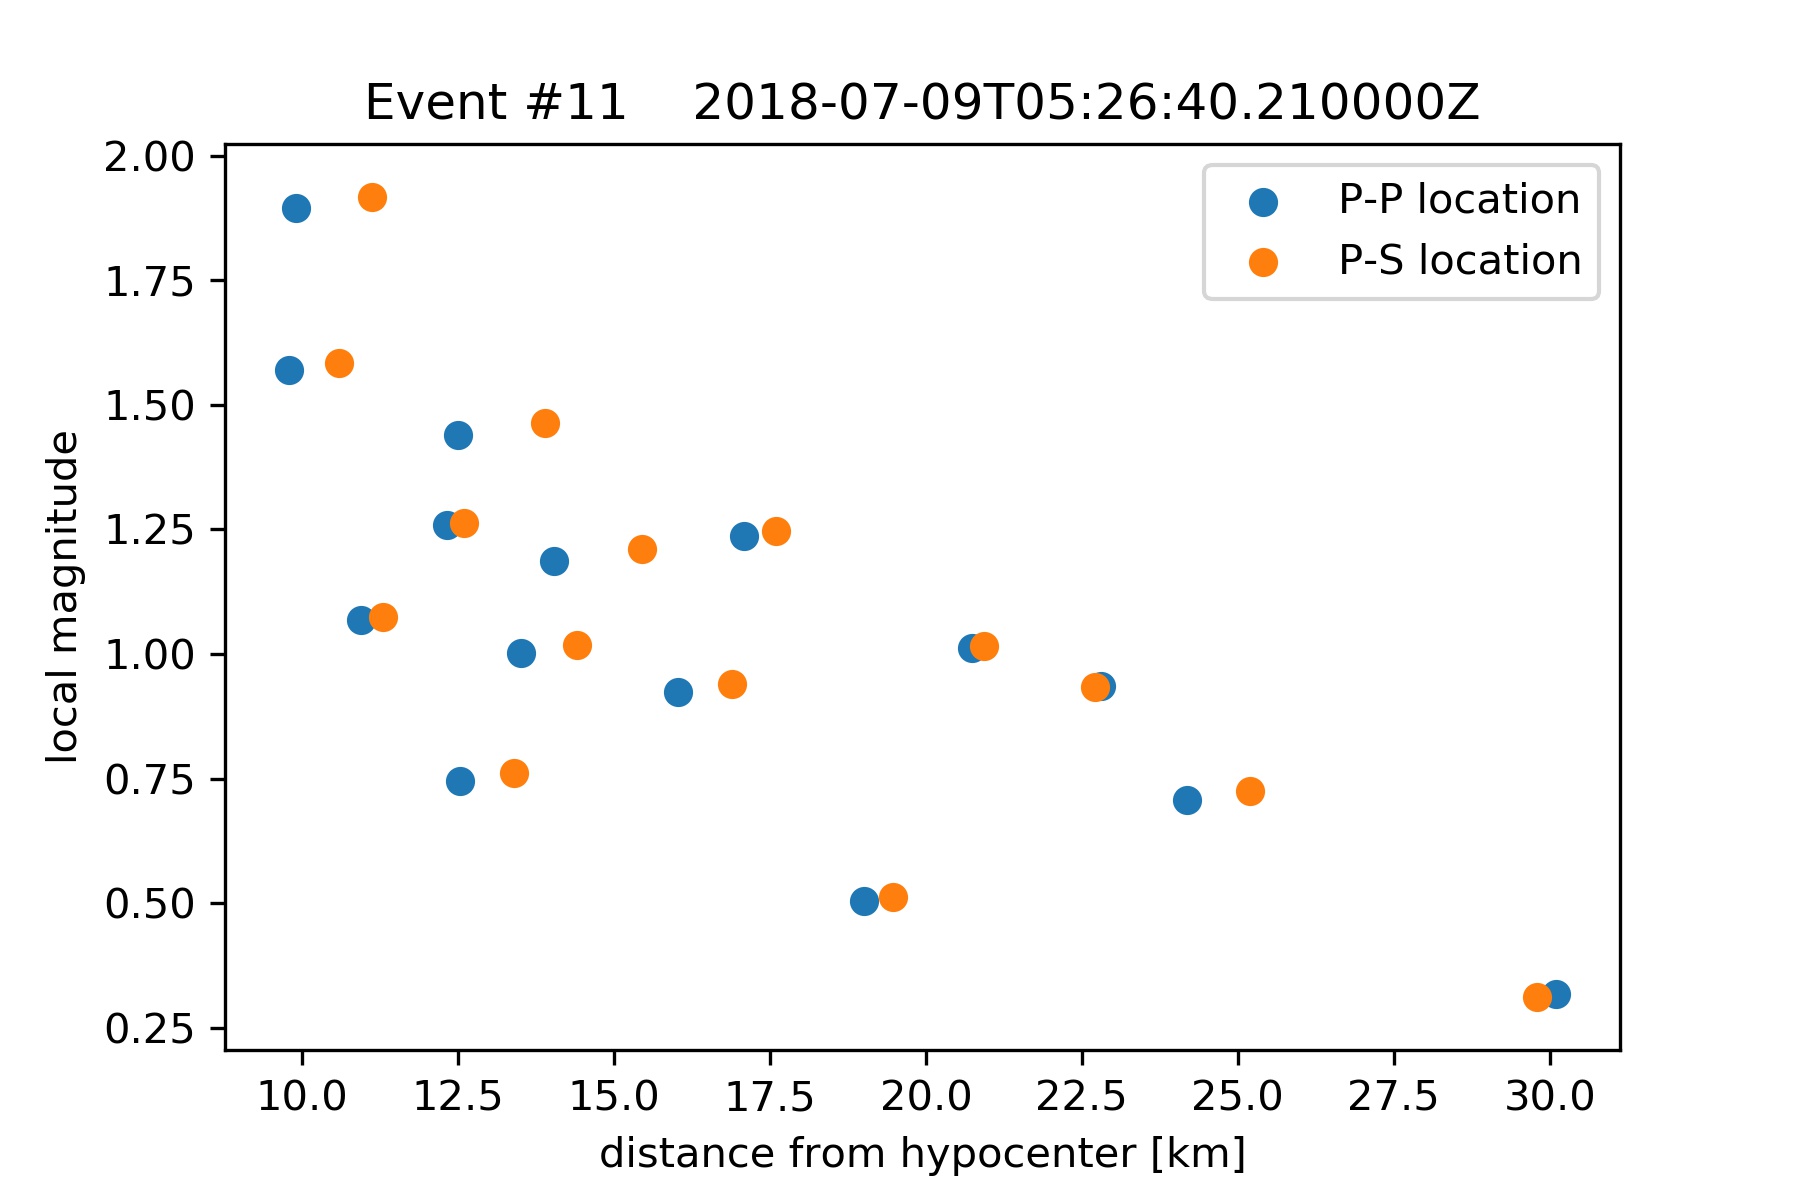 Event #11    2018-07-09T05:26:40.210000Z
P-P location
P-S location
2.00
1.75
1.50
1.25
1.00
0.75
0.50
0.25
local magnitude
10.0 12.5 15.0 17.5 20.0 22.5 25.0 27.5 30.0
distance from hypocenter [km]